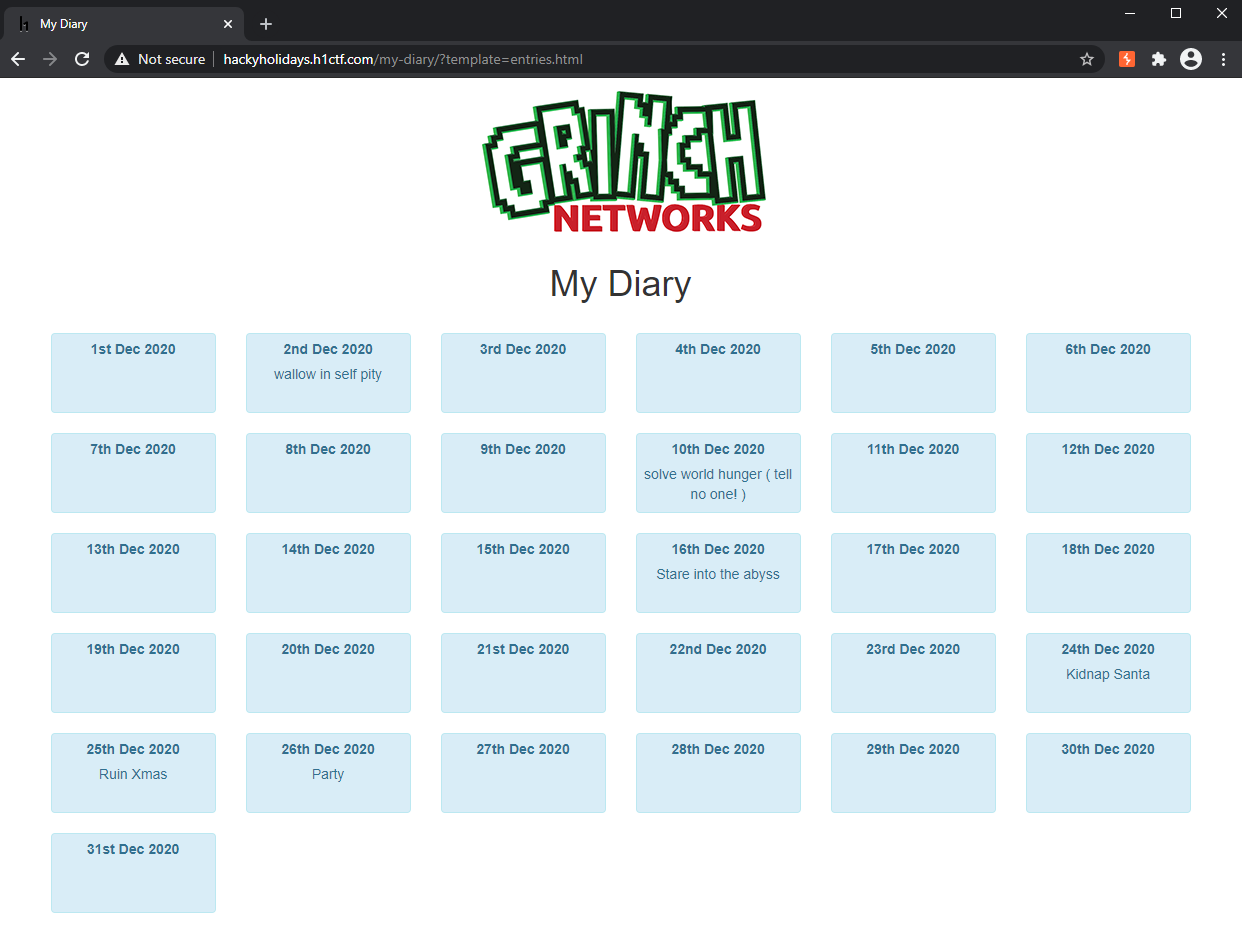 My Diary
Not secure
hackyholidays.h1ctf.com/my-diary/?template=entries.html
GRINCH
NETWORKS
My Diary
1st Dec 2020
2nd Dec 2020
wallow in self pity
3rd Dec 2020
4th Dec 2020
5th Dec 2020
6th Dec 2020
7th Dec 2020
8th Dec 2020
9th Dec 2020
10th Dec 2020
solve world hunger ( tell
no one! )
11th Dec 2020
12th Dec 2020
13th Dec 2020
14th Dec 2020
15th Dec 2020
16th Dec 2020
Stare into the abyss
17th Dec 2020
18th Dec 2020
19th Dec 2020
20th Dec 2020
21st Dec 2020
22nd Dec 2020
23rd Dec 2020
24th Dec 2020
Kidnap Santa
25th Dec 2020
Ruin Xmas
26th Dec 2020
Party
27th Dec 2020
28th Dec 2020
29th Dec 2020
30th Dec 2020
31st Dec 2020